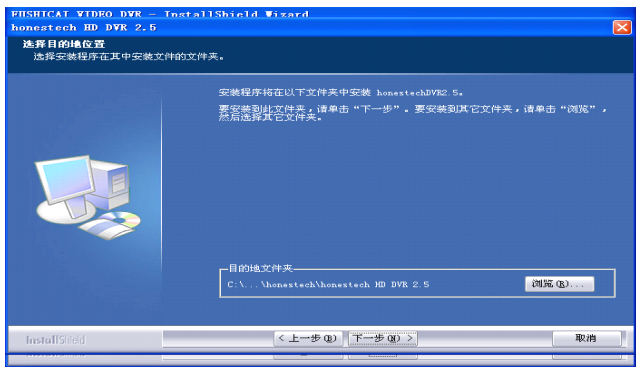 honestech HD DVR 2.5
选择目的地位置
选择安装程序在其中安装文件的文件夹。
安装程序将在以下文件夹中安装 honestechDVR2.5。
要安装到此文件夹，请单击“下一步”。要安装到其它文件夹，请单击“浏览”，
然后选择其它文件夹。
目的地文件夹
C:\...\honestech\honestech HD DVR 2.5
浏览(R)...
InstallShield
< 上一步(B)
下一步(N) >
取消